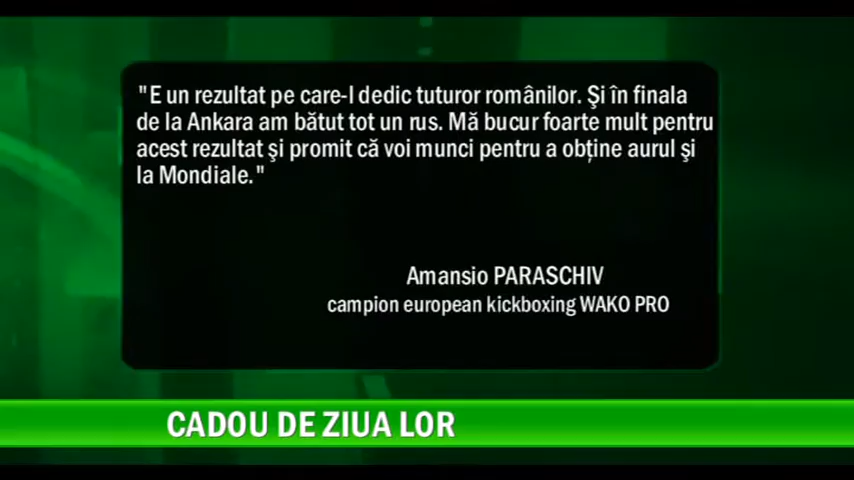 "E un rezultat pe care-l dedic tuturor românilor. Şi în finala
de la Ankara am bătut tot un rus. Mă bucur foarte mult pentru
acest rezultat şi promit că voi munci pentru a obţine aurul şi
la Mondiale."
Amansio PARASCHIV
campion european kickboxing WAKO PRO
CADOU DE ZIUA LOR